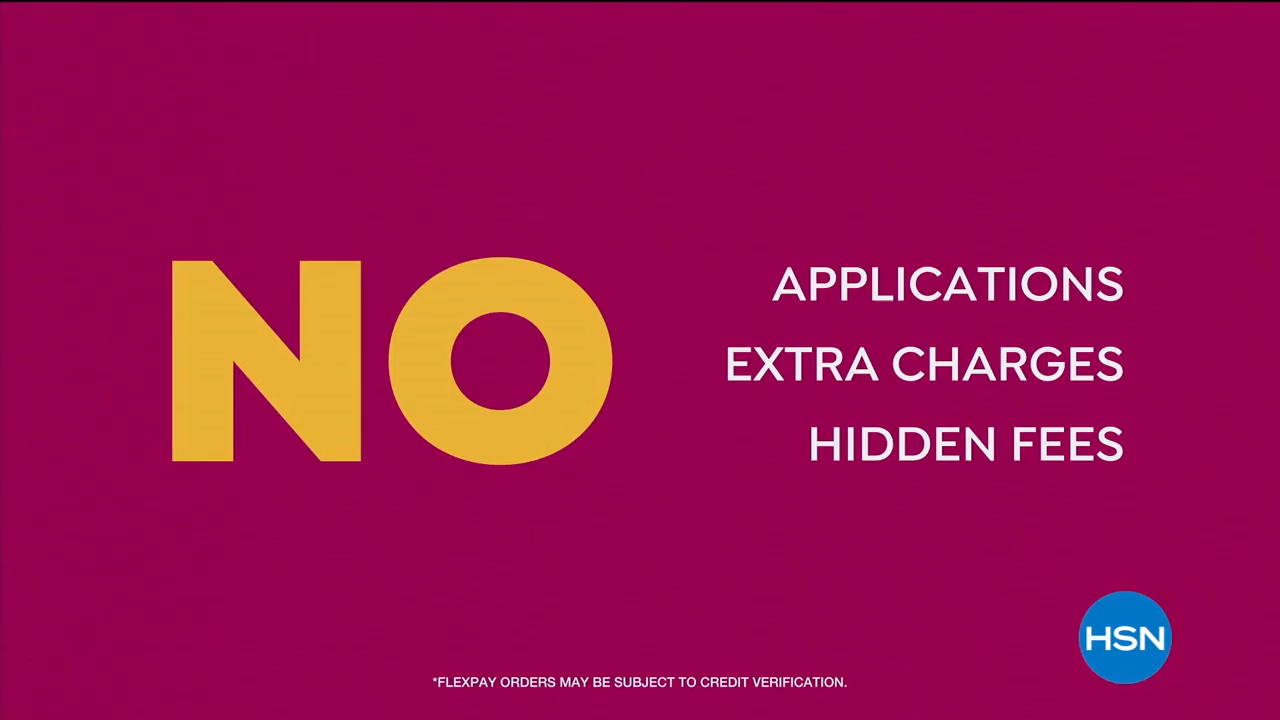 NO
APPLICATIONS
EXTRA CHARGES
HIDDEN FEES
HSN
*FLEXPAY ORDERS MAY BE SUBJECT TO CREDIT VERIFICATION.